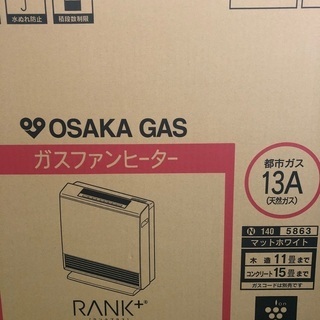 水ぬれ防止
積段数制限
OSAKA GAS
ガスファンヒーター
都市ガス
13A
(天然ガス)
N 140 5863
マットホワイト
木造 11畳まで
コンクリート 15畳まで
ガスコードは別売です
RANK+
ion